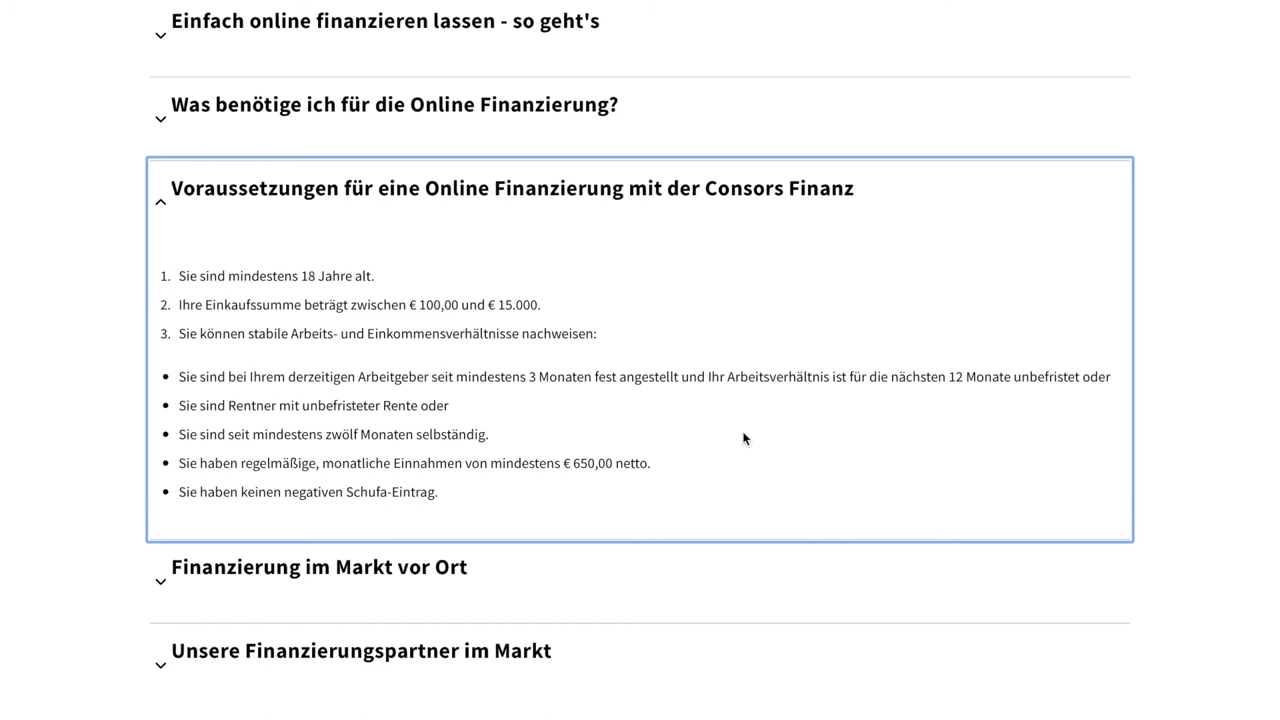 Einfach online finanzieren lassen - so geht's
Was benötige ich für die Online Finanzierung?
Voraussetzungen für eine Online Finanzierung mit der Consors Finanz
1. Sie sind mindestens 18 Jahre alt.
2. Ihre Einkaufssumme beträgt zwischen € 100,00 und € 15.000.
3. Sie können stabile Arbeits- und Einkommensverhältnisse nachweisen:
• Sie sind bei Ihrem derzeitigen Arbeitgeber seit mindestens 3 Monaten fest angestellt und Ihr Arbeitsverhältnis ist für die nächsten 12 Monate unbefristet oder
• Sie sind Rentner mit unbefristeter Rente oder
• Sie sind seit mindestens zwölf Monaten selbständig.
• Sie haben regelmäßige, monatliche Einnahmen von mindestens € 650,00 netto.
• Sie haben keinen negativen Schufa-Eintrag.
Finanzierung im Markt vor Ort
Unsere Finanzierungspartner im Markt